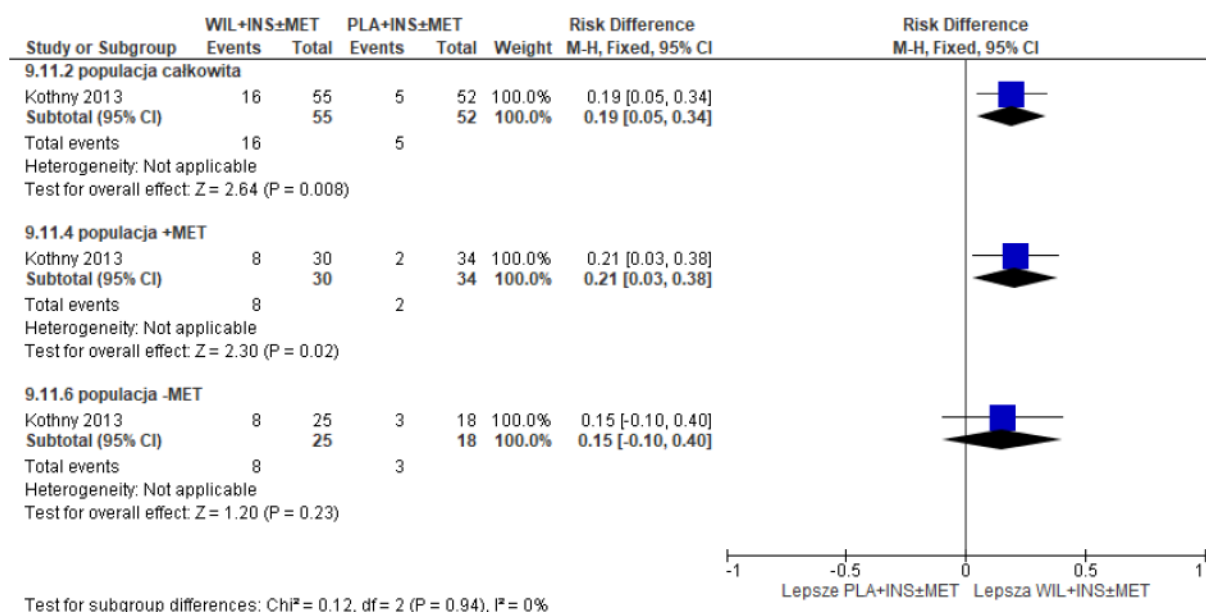 WIL+INS±MET PLA+INS±MET Risk Difference Risk Difference
Study or Subgroup Events Total Events Total Weight M-H, Fixed, 95% CI M-H, Fixed, 95% CI
9.11.2 populacja całkowita
Kothny 2013 16 55 5 52 100.0% 0.19 [0.05, 0.34]
Subtotal (95% CI) 55 52 100.0% 0.19 [0.05, 0.34]
Total events 16 5
Heterogeneity: Not applicable
Test for overall effect: Z = 2.64 (P = 0.008)
9.11.4 populacja +MET
Kothny 2013 8 30 2 34 100.0% 0.21 [0.03, 0.38]
Subtotal (95% CI) 30 34 100.0% 0.21 [0.03, 0.38]
Total events 8 2
Heterogeneity: Not applicable
Test for overall effect: Z = 2.30 (P = 0.02)
9.11.6 populacja -MET
Kothny 2013 8 25 3 18 100.0% 0.15 [-0.10, 0.40]
Subtotal (95% CI) 25 18 100.0% 0.15 [-0.10, 0.40]
Total events 8 3
Heterogeneity: Not applicable
Test for overall effect: Z = 1.20 (P = 0.23)
-1 -0.5 0 0.5 1
Lepsze PLA+INS±MET Lepsza WIL+INS±MET
Test for subgroup differences: Chi² = 0.12, df = 2 (P = 0.94), I² = 0%